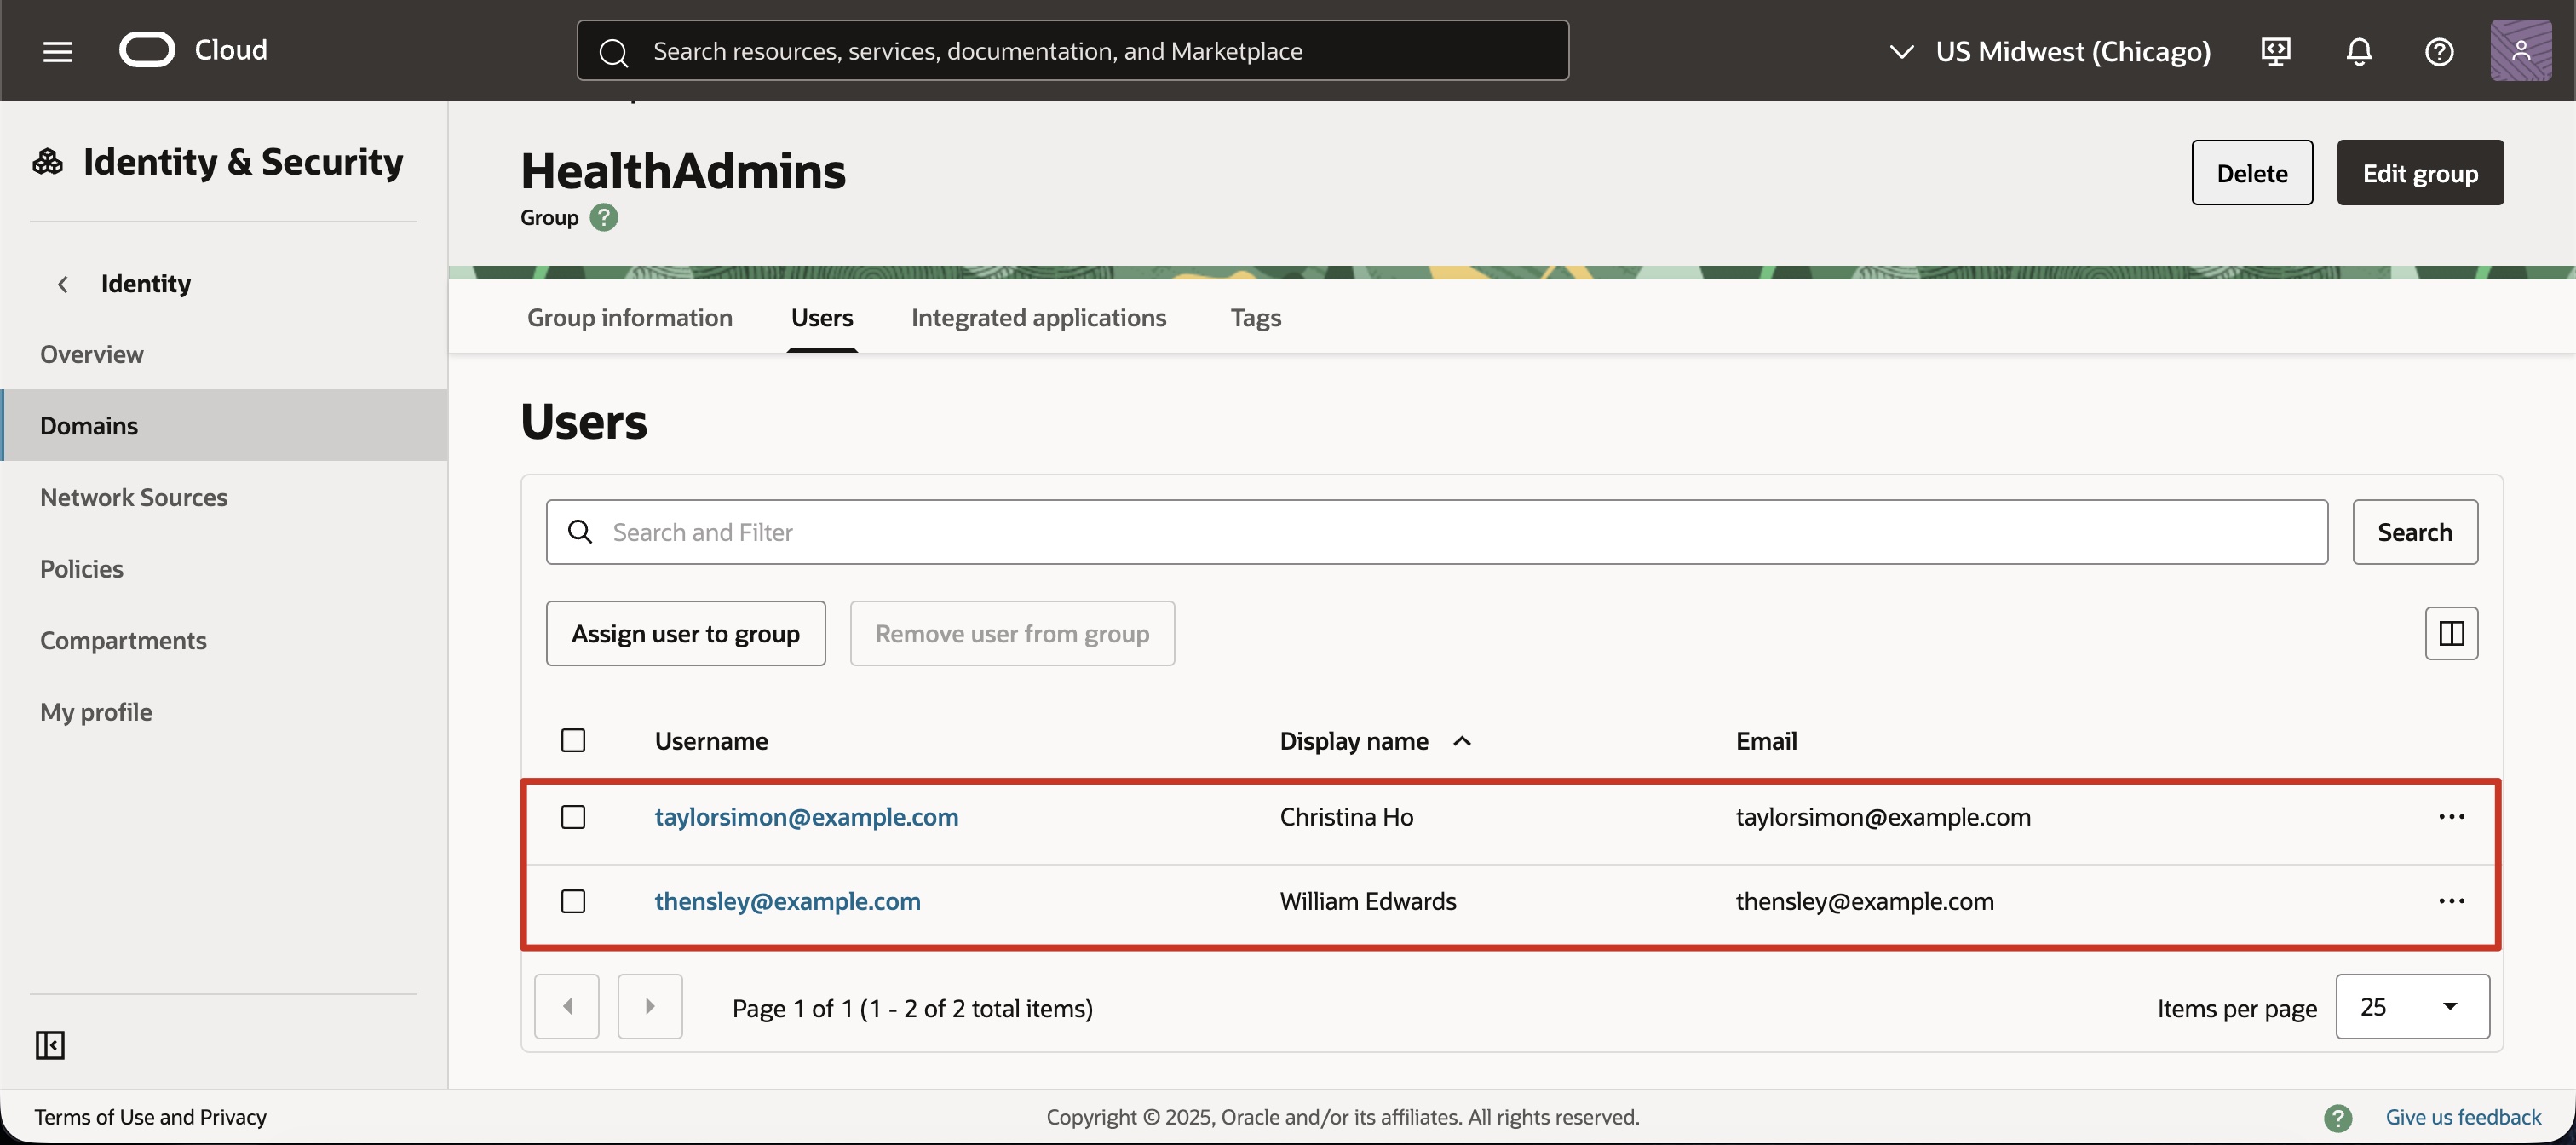 Cloud
Search resources, services, documentation, and Marketplace
US Midwest (Chicago)
Identity & Security
Identity
Overview
Domains
Network Sources
Policies
Compartments
My profile
HealthAdmins
Group ?
Delete
Edit group
Group information Users Integrated applications Tags
Users
Search and Filter
Search
Assign user to group
Remove user from group
Username Display name Email
taylorsimon@example.com Christina Ho taylorsimon@example.com ...
thensley@example.com William Edwards thensley@example.com ...
Page 1 of 1 (1 - 2 of 2 total items)
Items per page 25
Terms of Use and Privacy
Copyright © 2025, Oracle and/or its affiliates. All rights reserved.
? Give us feedback